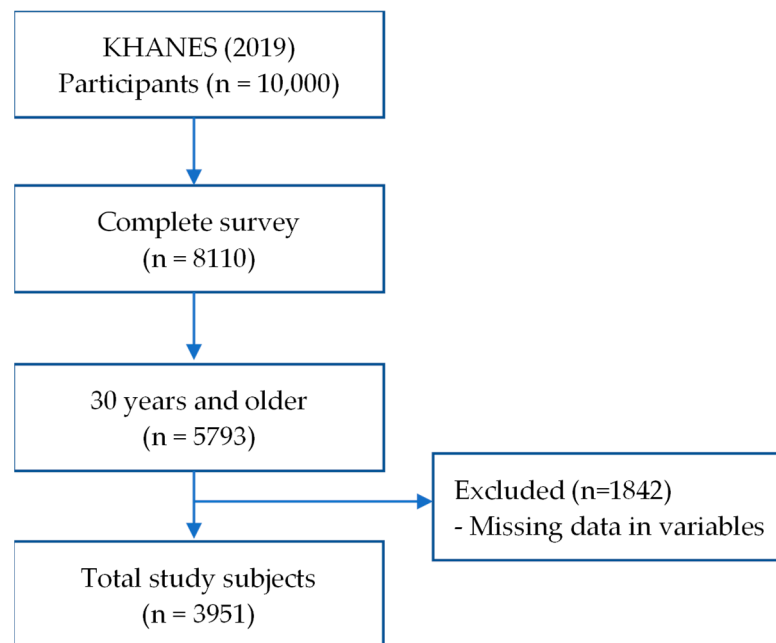 KHANES (2019)
Participants (n = 10,000)
Complete survey
(n = 8110)
30 years and older
(n = 5793)
Excluded (n=1842)
- Missing data in variables
Total study subjects
(n = 3951)